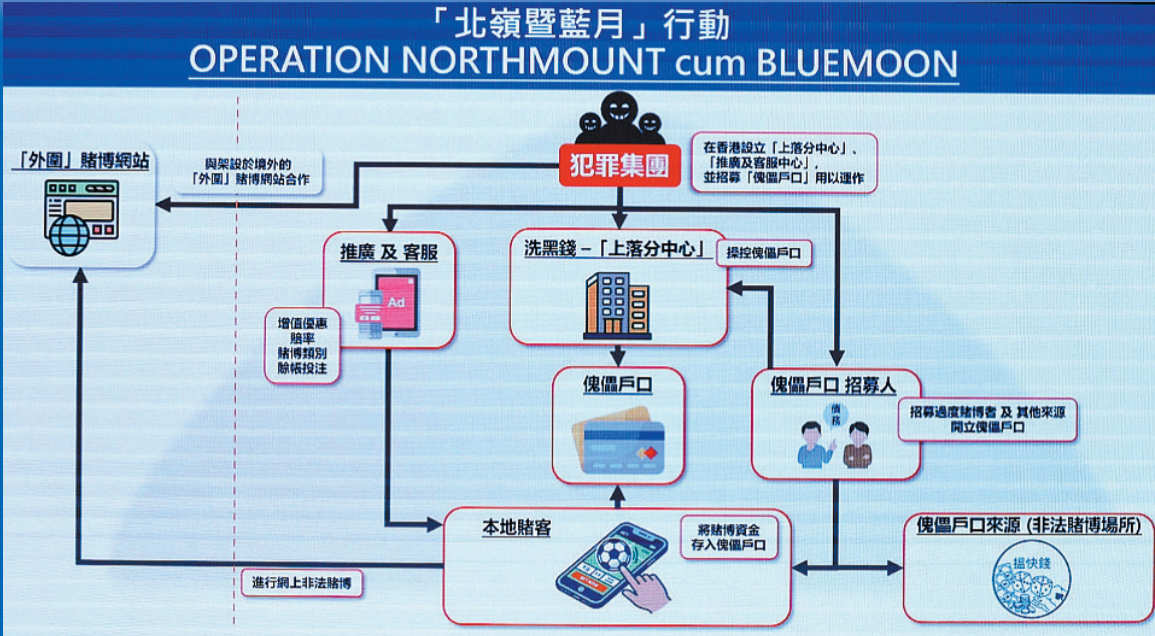 「北嶺暨藍月」行動
OPERATION NORTHMOUNT cum BLUEMOON
「外圍」賭博網站
與架設於境外的
「外圍」賭博網站合作
犯罪集團
在香港設立「上落分中心」、
「推廣及客服中心」,
並招募「傀儡戶口」用以運作
推廣 及 客服
Ad
增值優惠
賠率
賭博類別
賒帳投注
洗黑錢 –「上落分中心」
操控傀儡戶口
傀儡戶口
傀儡戶口 招募人
債務
招募過度賭博者 及 其他來源
開立傀儡戶口
本地賭客
將賭博資金
存入傀儡戶口
進行網上非法賭博
傀儡戶口來源 (非法賭博場所)
搵快錢